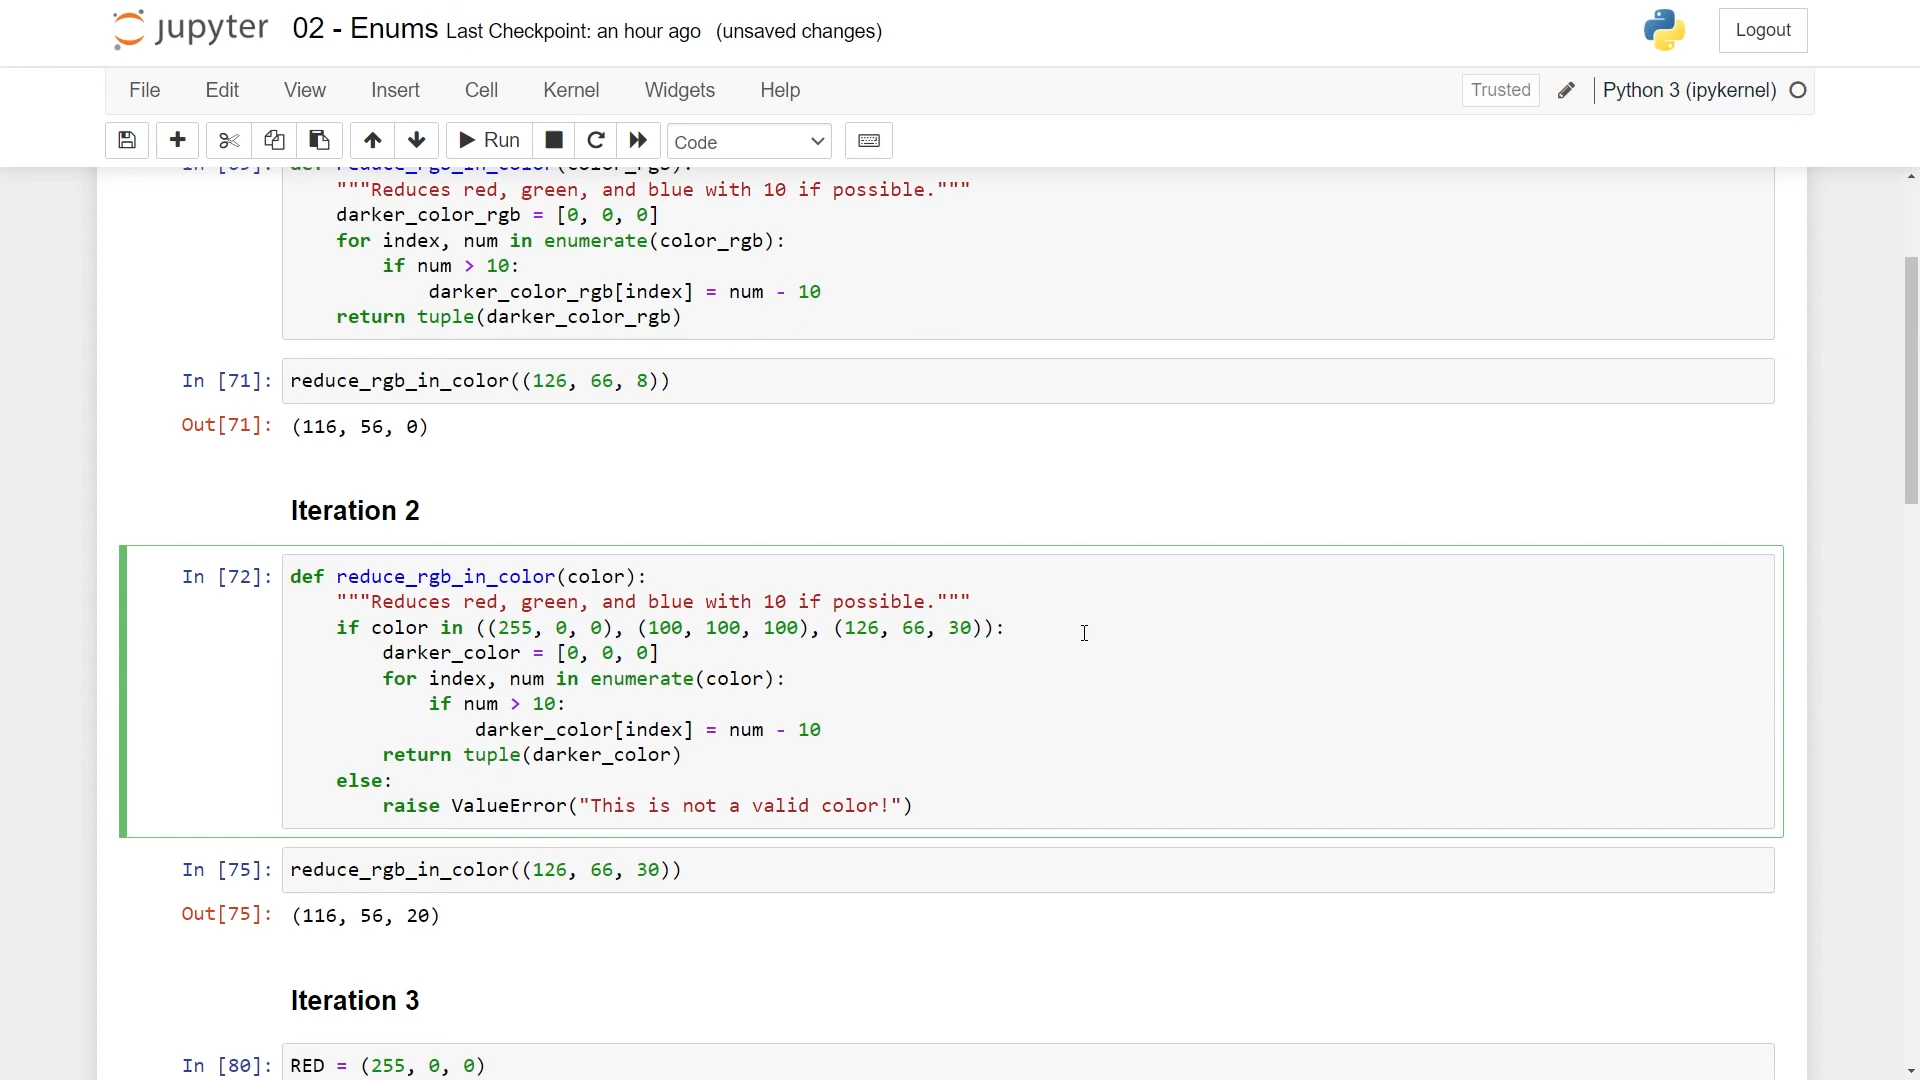 jupyter 02 - Enums Last Checkpoint: an hour ago (unsaved changes) Logout
File Edit View Insert Cell Kernel Widgets Help Trusted Python 3 (ipykernel)
Run Code
In [69]: def reduce_rgb_in_color(color_rgb):
"""Reduces red, green, and blue with 10 if possible."""
darker_color_rgb = [0, 0, 0]
for index, num in enumerate(color_rgb):
if num > 10:
darker_color_rgb[index] = num - 10
return tuple(darker_color_rgb)
In [71]: reduce_rgb_in_color((126, 66, 8))
Out[71]: (116, 56, 0)
Iteration 2
In [72]: def reduce_rgb_in_color(color):
"""Reduces red, green, and blue with 10 if possible."""
if color in ((255, 0, 0), (100, 100, 100), (126, 66, 30)):
darker_color = [0, 0, 0]
for index, num in enumerate(color):
if num > 10:
darker_color[index] = num - 10
return tuple(darker_color)
else:
raise ValueError("This is not a valid color!")
In [75]: reduce_rgb_in_color((126, 66, 30))
Out[75]: (116, 56, 20)
Iteration 3
In [80]: RED = (255, 0, 0)